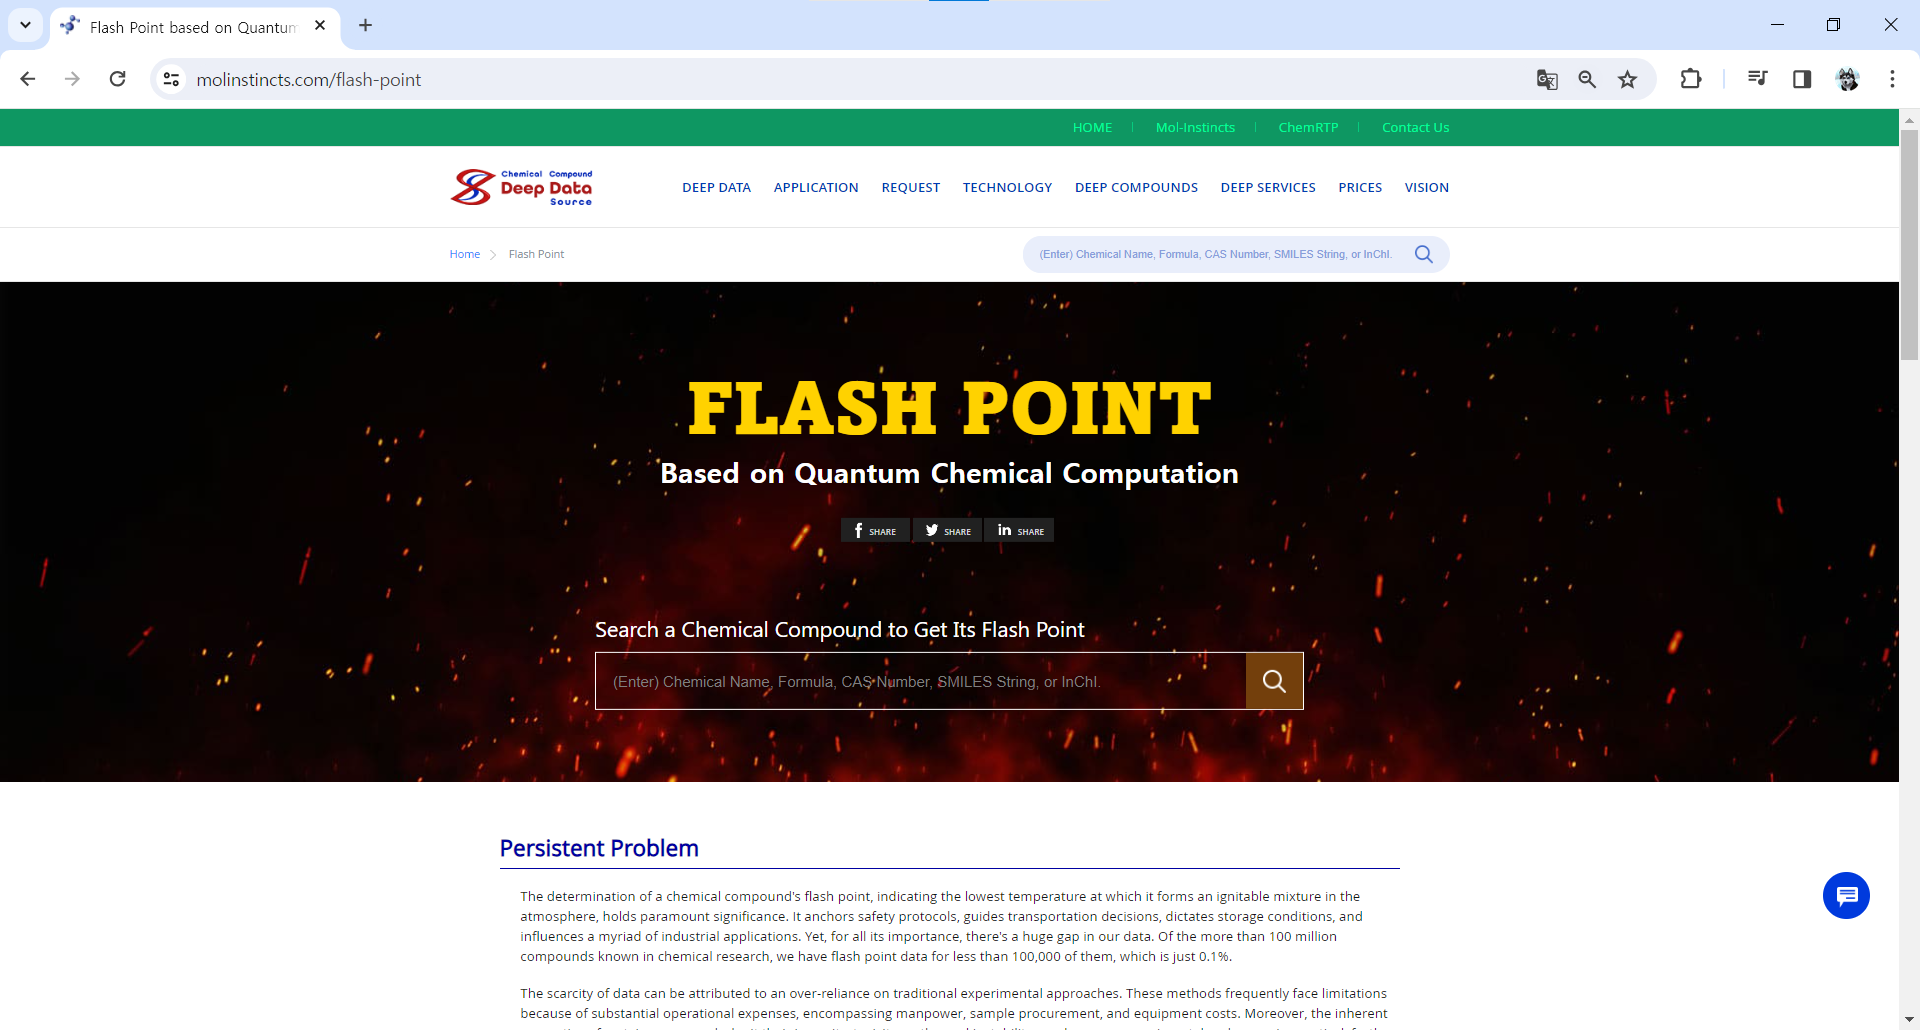 Flash Point based on Quantum
molinstincts.com/flash-point
HOME Mol-Instincts ChemRTP Contact Us
Chemical Compound
Deep Data
Source
DEEP DATA APPLICATION REQUEST TECHNOLOGY DEEP COMPOUNDS DEEP SERVICES PRICES VISION
Home Flash Point
(Enter) Chemical Name, Formula, CAS Number, SMILES String, or InChI.
FLASH POINT
Based on Quantum Chemical Computation
SHARE SHARE SHARE
Search a Chemical Compound to Get Its Flash Point
(Enter) Chemical Name, Formula, CAS Number, SMILES String, or InChI.
Persistent Problem
The determination of a chemical compound's flash point, indicating the lowest temperature at which it forms an ignitable mixture in the
atmosphere, holds paramount significance. It anchors safety protocols, guides transportation decisions, dictates storage conditions, and
influences a myriad of industrial applications. Yet, for all its importance, there's a huge gap in our data. Of the more than 100 million
compounds known in chemical research, we have flash point data for less than 100,000 of them, which is just 0.1%.
The scarcity of data can be attributed to an over-reliance on traditional experimental approaches. These methods frequently face limitations
because of substantial operational expenses, encompassing manpower, sample procurement, and equipment costs. Moreover, the inherent